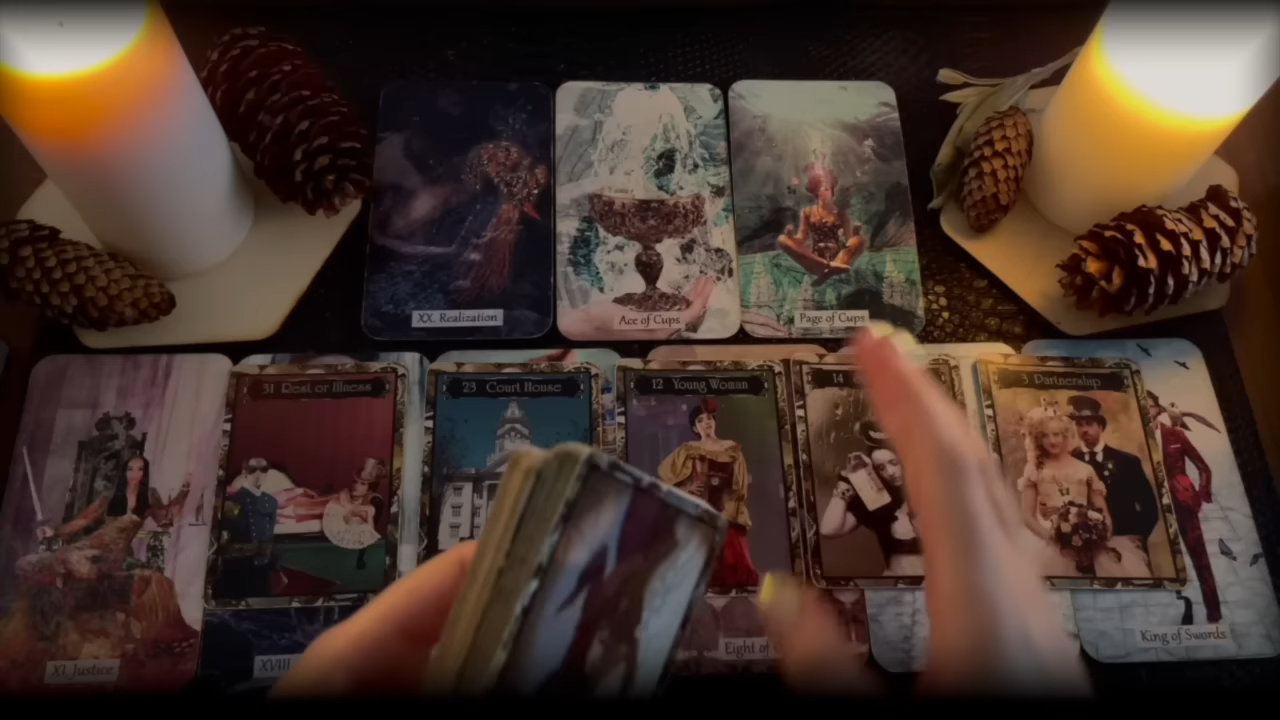 XX. Realization
Ace of Cups
Page of Cups
31 Rest or Illness
23 Court House
12 Young Woman
14
3 Partnership
XI. Justice
XVIII
Eight of
King of Swords